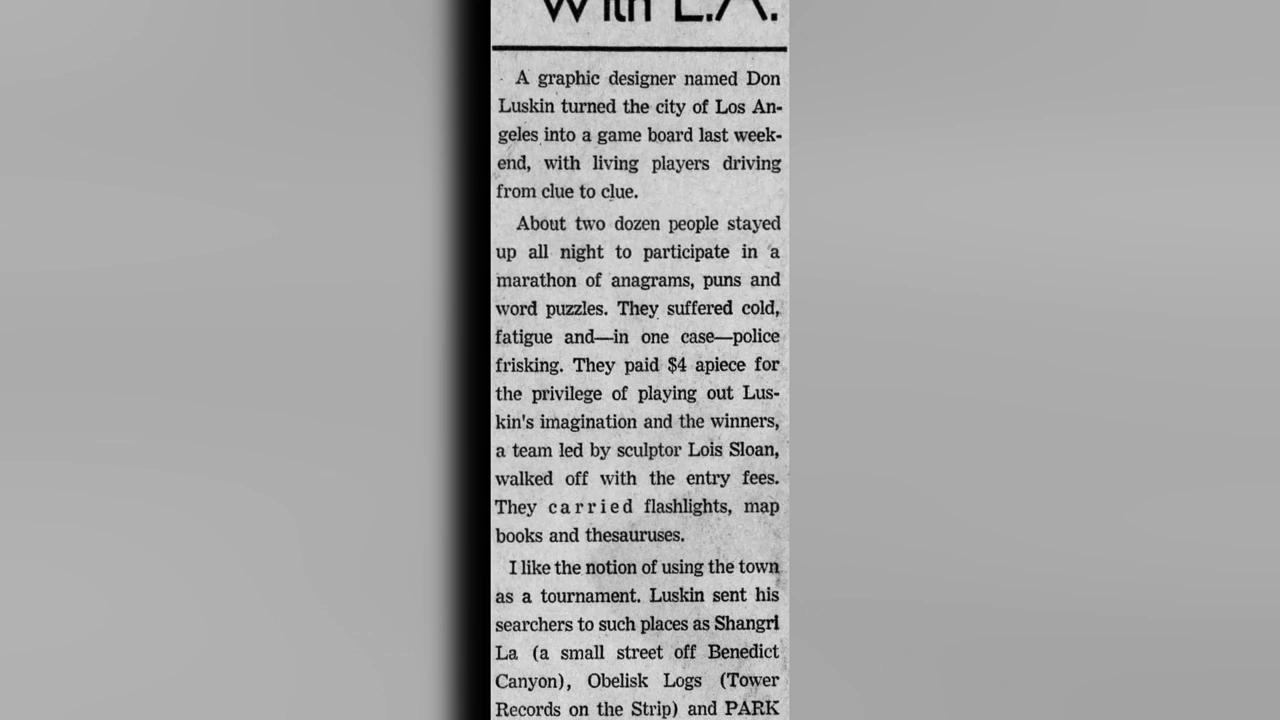 With L.A.
A graphic designer named Don
Luskin turned the city of Los An-
geles into a game board last week-
end, with living players driving
from clue to clue.
About two dozen people stayed
up all night to participate in a
marathon of anagrams, puns and
word puzzles. They suffered cold,
fatigue and—in one case—police
frisking. They paid $4 apiece for
the privilege of playing out Lus-
kin's imagination and the winners,
a team led by sculptor Lois Sloan,
walked off with the entry fees.
They carried flashlights, map
books and thesauruses.
I like the notion of using the town
as a tournament. Luskin sent his
searchers to such places as Shangri
La (a small street off Benedict
Canyon), Obelisk Logs (Tower
Records on the Strip) and PARK